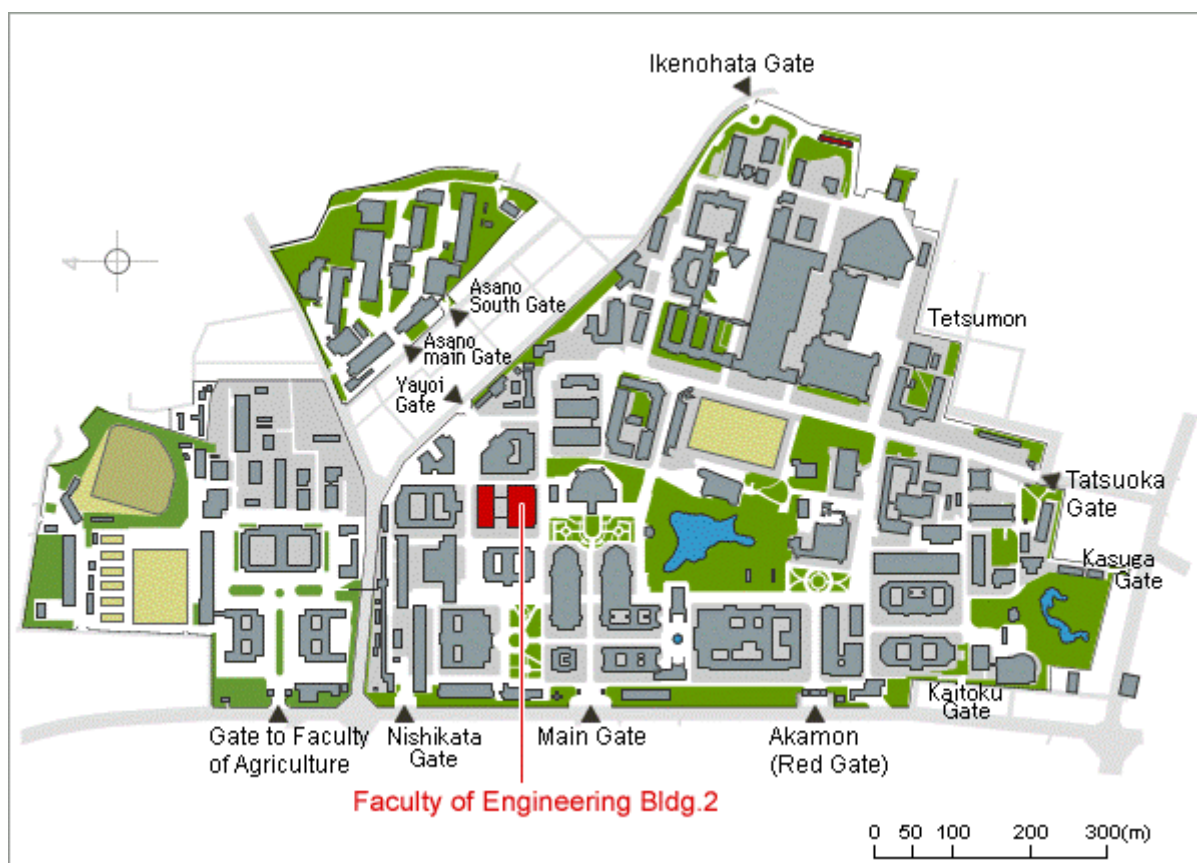 Ikenohata Gate
Asano
South Gate
Asano
main Gate
Yayoi
Gate
Tetsumon
Tatsuoka
Gate
Kasuga
Gate
Kaitoku
Gate
Gate to Faculty
of Agriculture
Nishikata
Gate
Main Gate
Akamon
(Red Gate)
Faculty of Engineering Bldg.2
0 50 100 200 300(m)